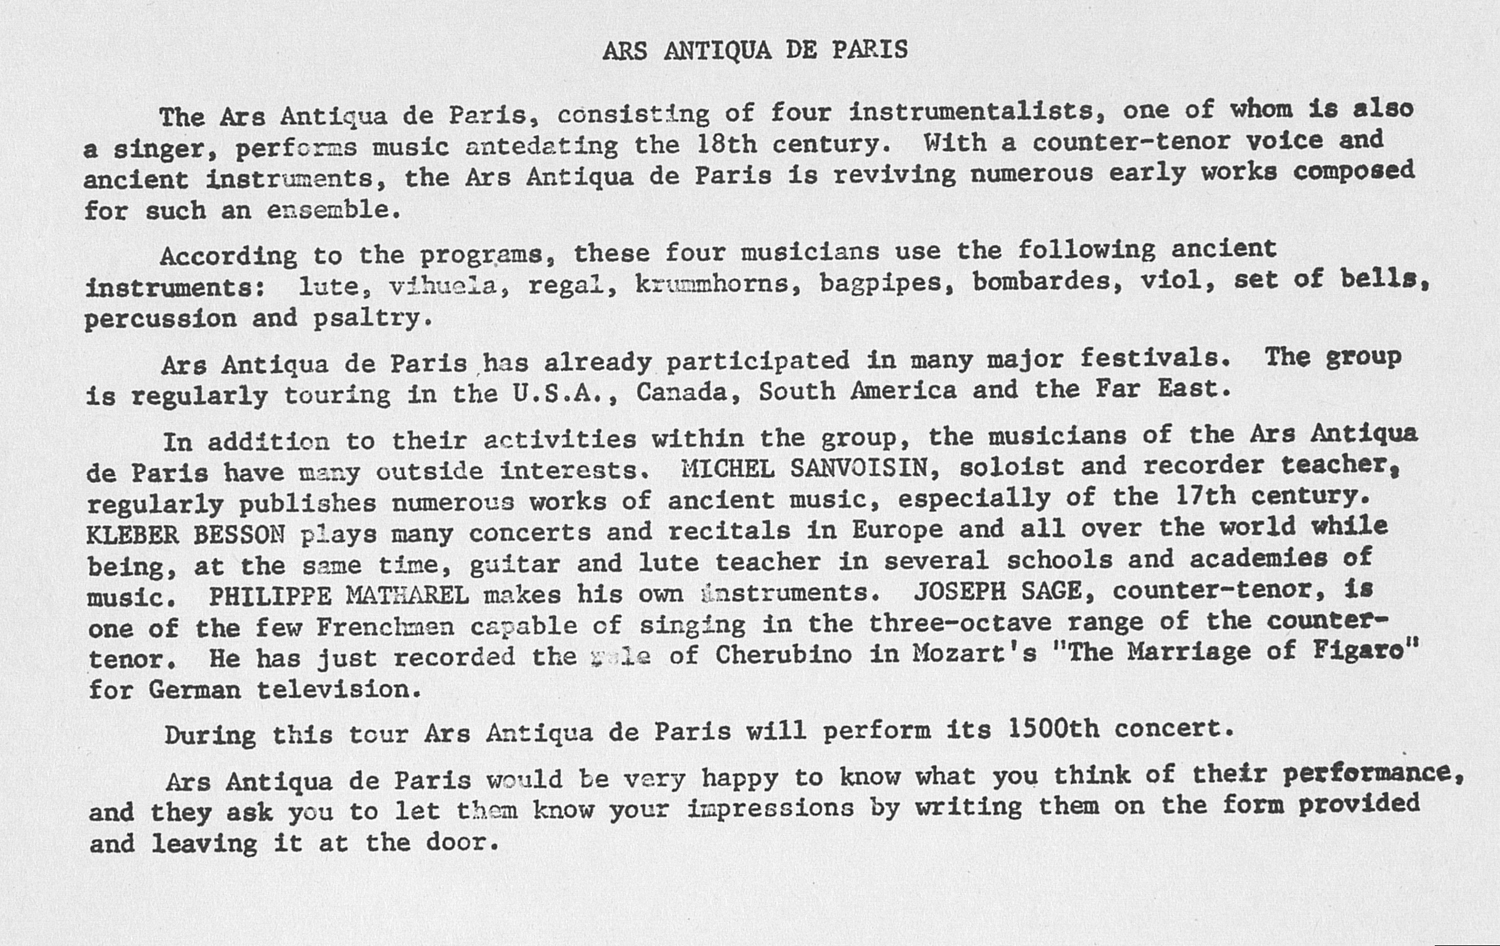 ARS ANTIQUA DE PARIS
The Ars Antiqua de Paris, consisting of four instrumentalists, one of whom is also
a singer, performs music antedating the 18th century. With a counter-tenor voice and
ancient instruments, the Ars Antiqua de Paris is reviving numerous early works composed
for such an ensemble.
According to the programs, these four musicians use the following ancient
instruments: lute, vihuela, regal, krummhorns, bagpipes, bombardes, viol, set of bells,
percussion and psaltry.
Ars Antiqua de Paris has already participated in many major festivals. The group
is regularly touring in the U.S.A., Canada, South America and the Far East.
In addition to their activities within the group, the musicians of the Ars Antiqua
de Paris have many outside interests. MICHEL SANVOISIN, soloist and recorder teacher,
regularly publishes numerous works of ancient music, especially of the 17th century.
KLEBER BESSON plays many concerts and recitals in Europe and all over the world while
being, at the same time, guitar and lute teacher in several schools and academies of
music. PHILIPPE MATHAREL makes his own instruments. JOSEPH SAGE, counter-tenor, is
one of the few Frenchmen capable of singing in the three-octave range of the counter-
tenor. He has just recorded the role of Cherubino in Mozart's "The Marriage of Figaro"
for German television.
During this tour Ars Antiqua de Paris will perform its 1500th concert.
Ars Antiqua de Paris would be very happy to know what you think of their performance,
and they ask you to let them know your impressions by writing them on the form provided
and leaving it at the door.